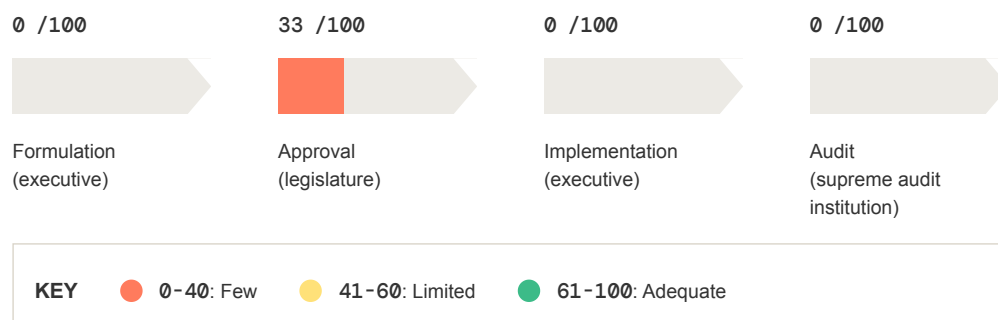 0 /100
33 /100
0 /100
0 /100
Formulation
(executive)
Approval
(legislature)
Implementation
(executive)
Audit
(supreme audit
institution)
KEY
0-40: Few
41-60: Limited
61-100: Adequate